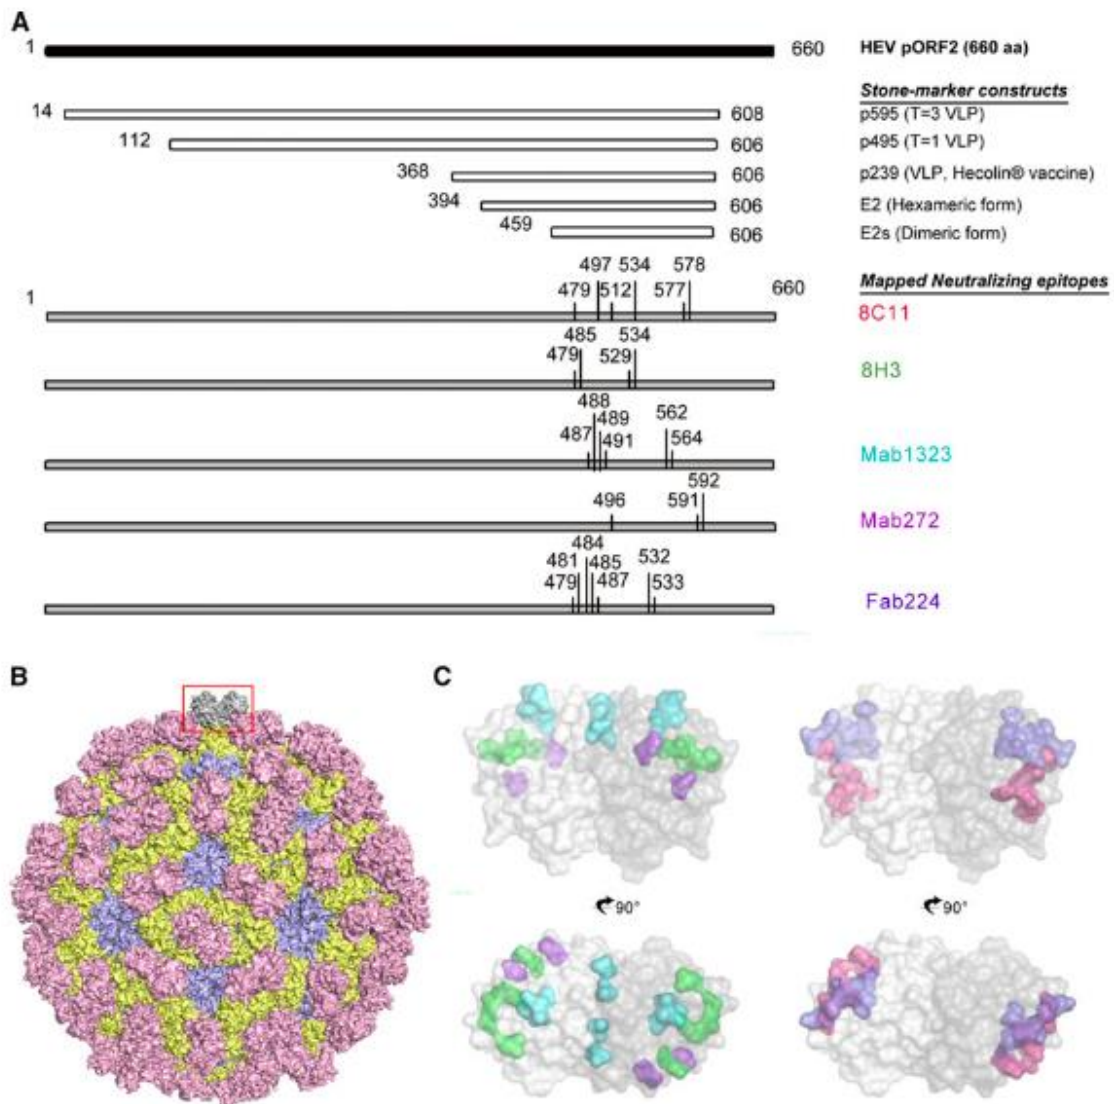 A
1 660 HEV pORF2 (660 aa)
Stone-marker constructs
14 608 p595 (T=3 VLP)
112 606 p495 (T=1 VLP)
368 606 p239 (VLP, Hecolin® vaccine)
394 606 E2 (Hexameric form)
459 606 E2s (Dimeric form)
497 534 578
Mapped Neutralizing epitopes
1 479 512 577 660
8C11
485 534
479 529
8H3
488
489 562
487 491 564
Mab1323
592
496 591
Mab272
484
481 485 532
479 487 533
Fab224
B
C
90° 90°